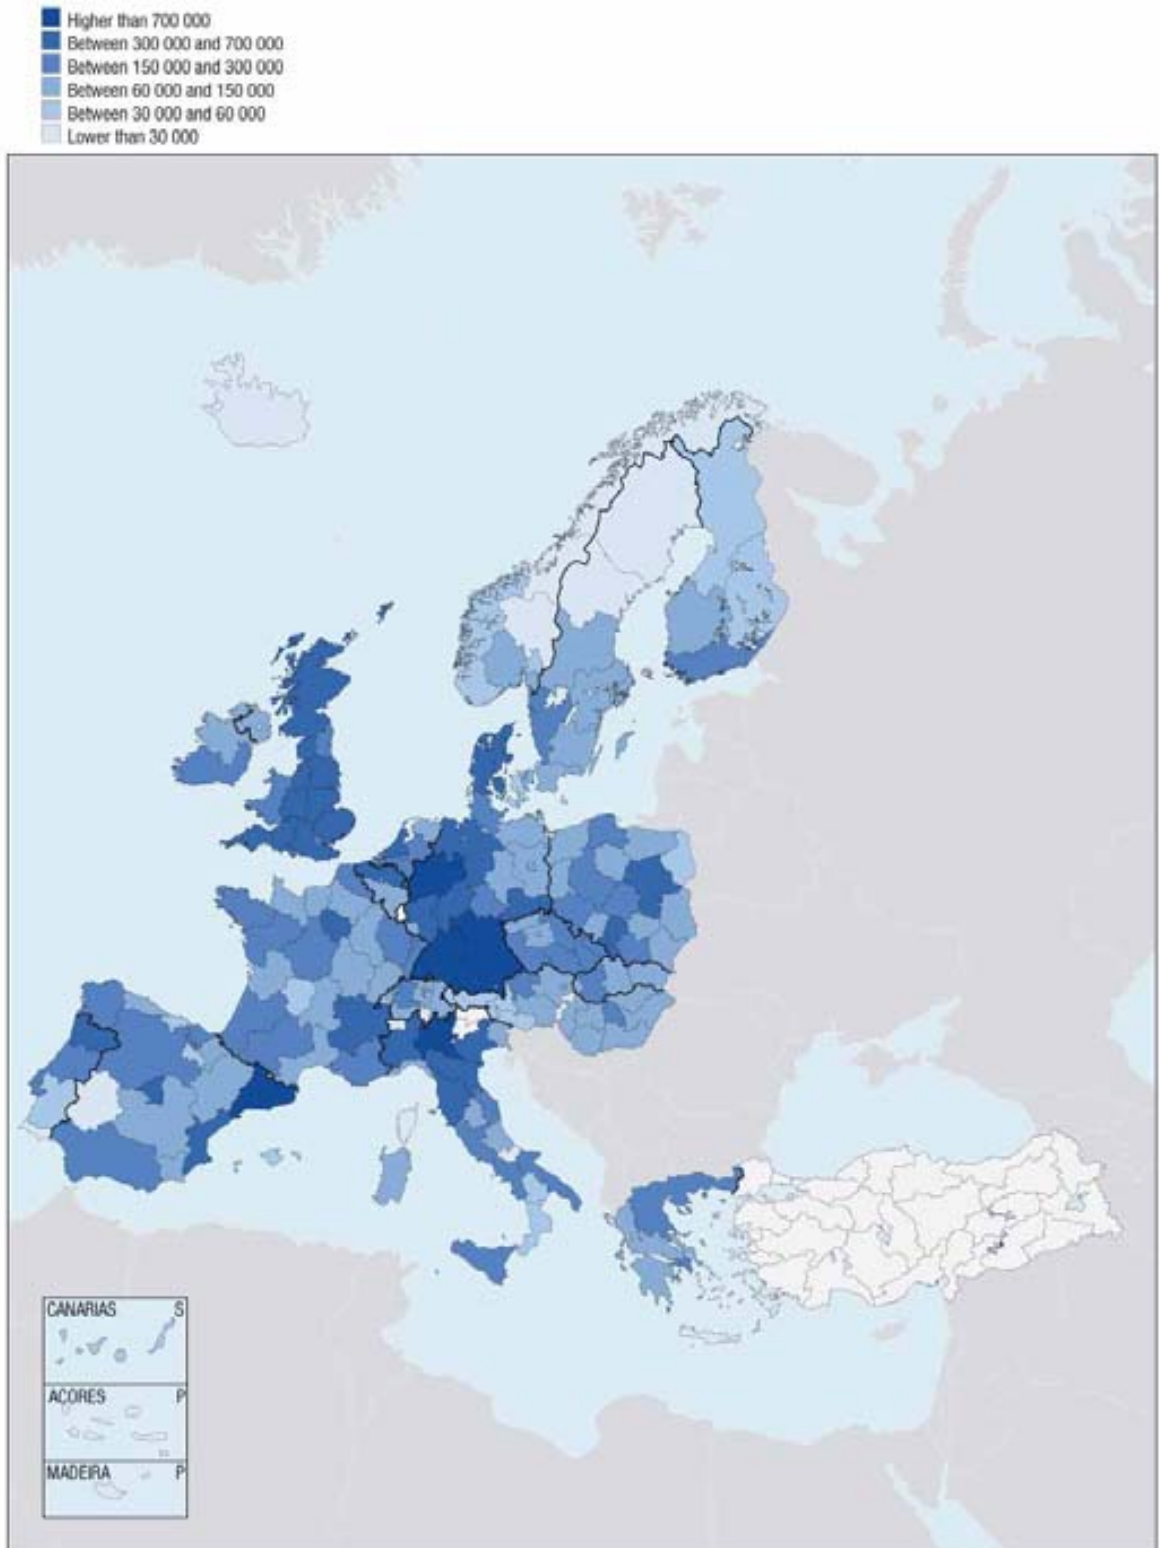 Higher than 700 000
Between 300 000 and 700 000
Between 150 000 and 300 000
Between 60 000 and 150 000
Between 30 000 and 60 000
Lower than 30 000
CANARIAS S
AÇORES P
MADEIRA P